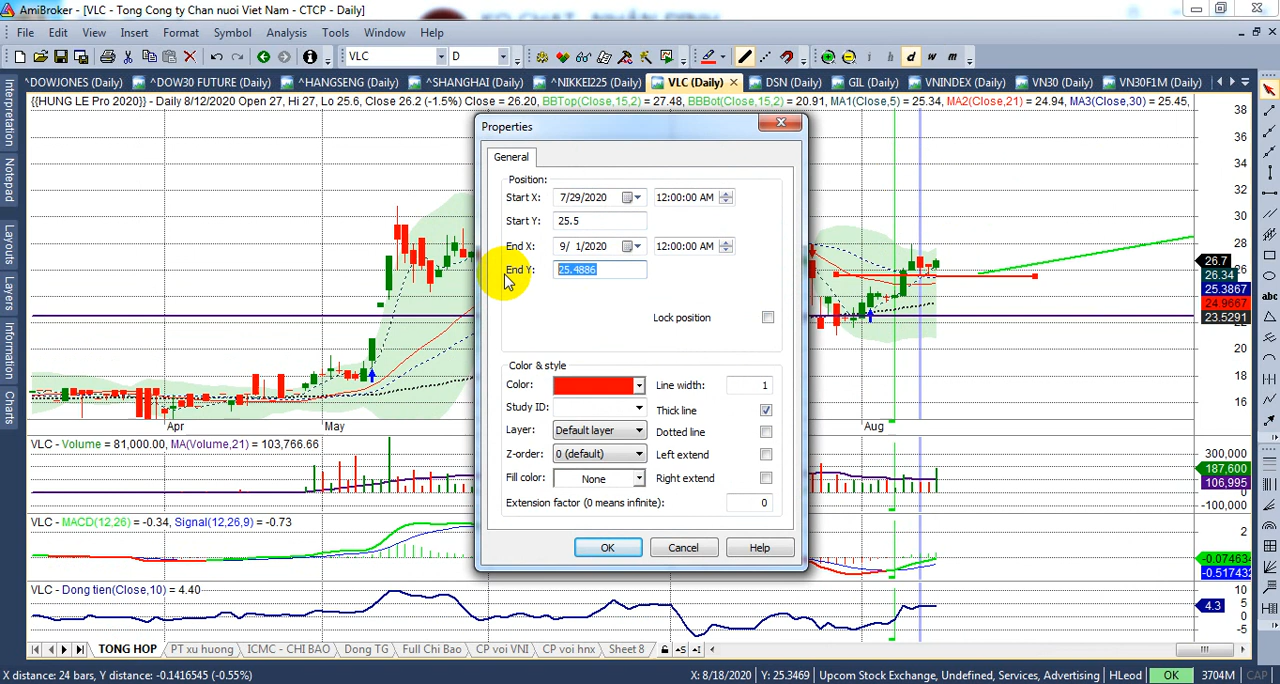 AmiBroker - [VLC - Tong Cong ty Chan nuoi Viet Nam - CTCP - Daily]
File Edit View Insert Format Symbol Analysis Tools Window Help
VLC D d w m
^DOWJONES (Daily) ^DOW30 FUTURE (Daily) ^HANGSENG (Daily) ^SHANGHAI (Daily) ^NIKKEI225 (Daily) VLC (Daily) DSN (Daily) GIL (Daily) VNINDEX (Daily) VN30 (Daily) VN30F1M (Daily)
{{HUNG LE Pro 2020}} - Daily 8/12/2020 Open 27, Hi 27, Lo 25.6, Close 26.2 (-1.5%) Close = 26.20, BBTop(Close,15,2) = 27.48, BBBot(Close,15,2) = 20.91, MA1(Close,5) = 25.34, MA2(Close,21) = 24.94, MA3(Close,30) = 25.45,
Interpretation
Notepad
Layouts
Layers
Information
Charts
Properties
General
Position:
Start X: 7/29/2020 12:00:00 AM
Start Y: 25.5
End X: 9/ 1/2020 12:00:00 AM
End Y: 25.4886
Lock position
Color & style
Color: Line width: 1
Study ID: Thick line
Layer: Default layer Dotted line
Z-order: 0 (default) Left extend
Fill color: None Right extend
Extension factor (0 means infinite): 0
OK Cancel Help
38
36
34
32
30
28
26.7
26
26.34
25.3867
24.9667
23.5291
22
20
18
16
Apr May Aug
VLC - Volume = 81,000.00, MA(Volume,21) = 103,766.66
300,000
187,600
106,995
-100,000
VLC - MACD(12,26) = -0.34, Signal(12,26,9) = -0.73
2
-0.074634
-0.517432
VLC - Dong tien(Close,10) = 4.40
10
5
4.3
0
-5
TONG HOP PT xu huong ICMC - CHI BAO Dong TG Full Chi Bao CP voi VNI CP voi hnx Sheet 8
X distance: 24 bars, Y distance: -0.1416545 (-0.55%) X: 8/18/2020 Y: 25.3469 Upcom Stock Exchange, Undefined, Services, Advertising HLeod OK 3704M CAP